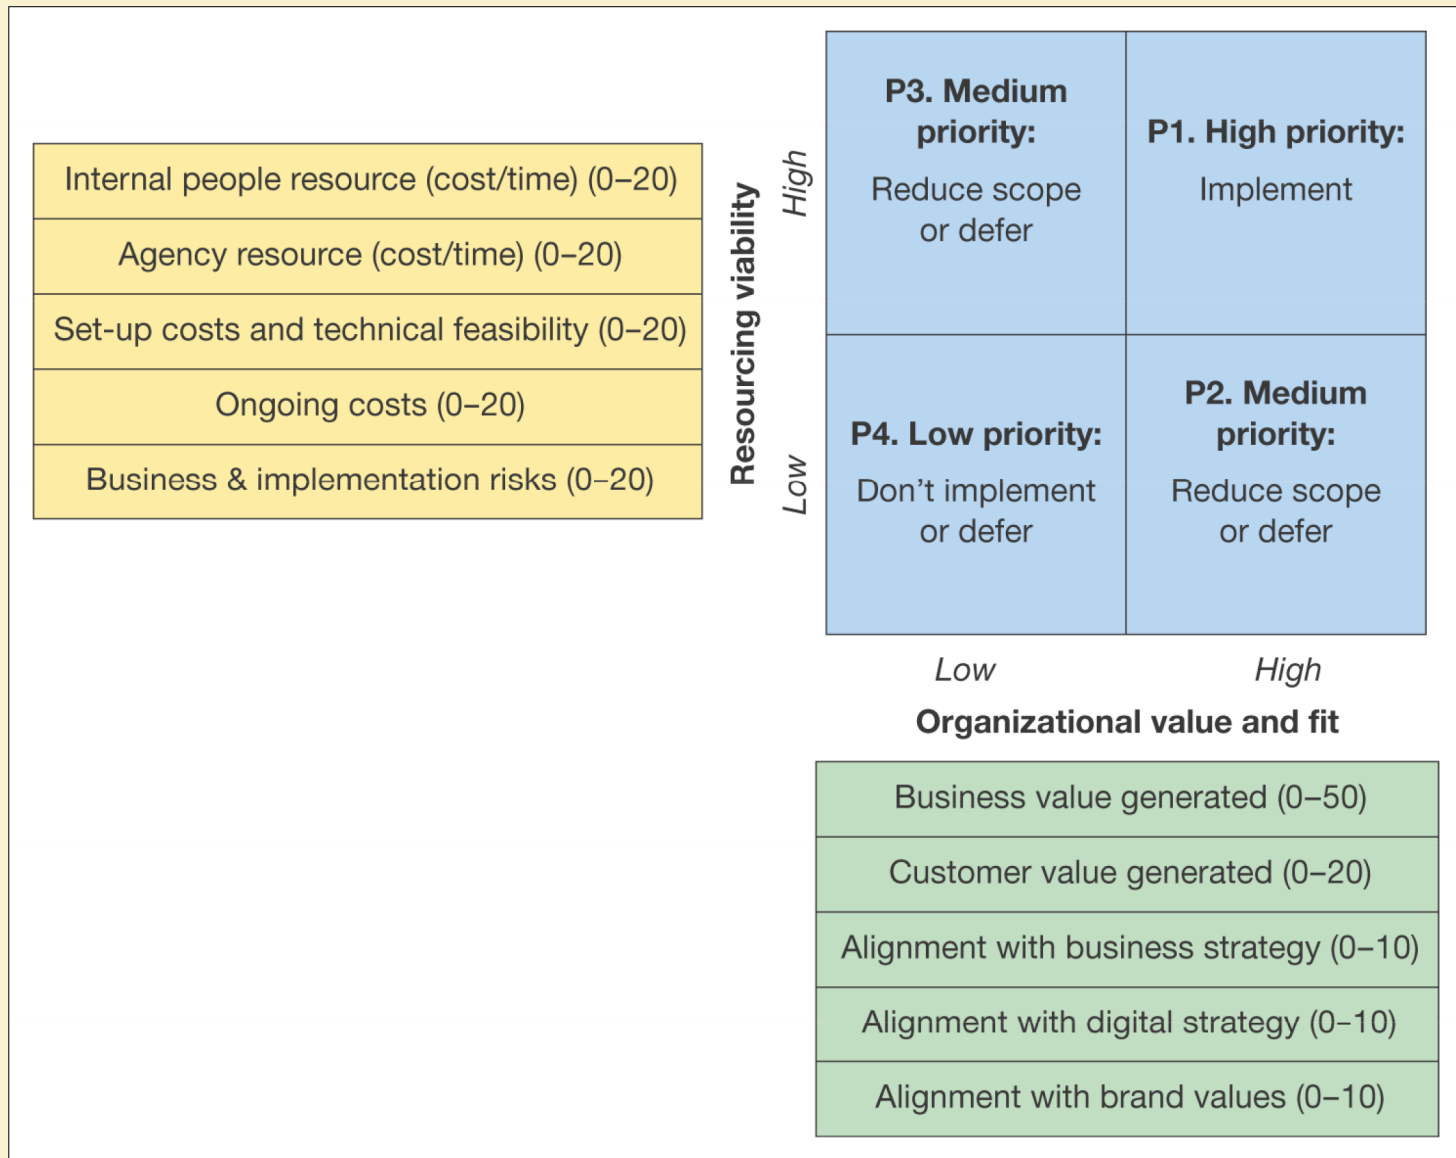 Internal people resource (cost/time) (0–20)
Agency resource (cost/time) (0–20)
Set-up costs and technical feasibility (0–20)
Ongoing costs (0–20)
Business & implementation risks (0–20)
Resourcing viability
High
Low
P3. Medium
priority:
Reduce scope
or defer
P1. High priority:
Implement
P4. Low priority:
Don’t implement
or defer
P2. Medium
priority:
Reduce scope
or defer
Low
High
Organizational value and fit
Business value generated (0–50)
Customer value generated (0–20)
Alignment with business strategy (0–10)
Alignment with digital strategy (0–10)
Alignment with brand values (0–10)